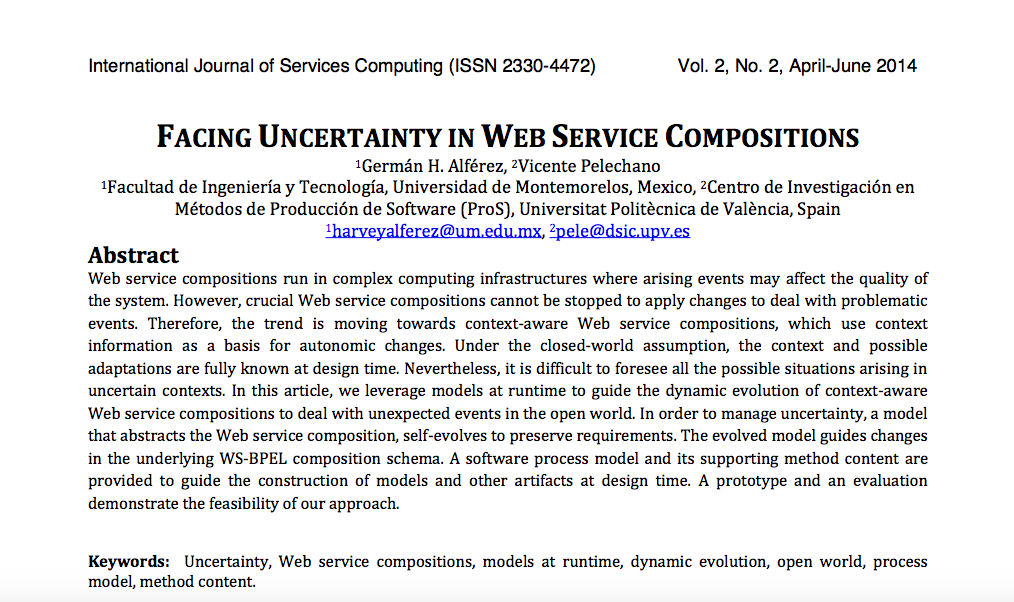 International Journal of Services Computing (ISSN 2330-4472) Vol. 2, No. 2, April-June 2014
FACING UNCERTAINTY IN WEB SERVICE COMPOSITIONS
¹Germán H. Alférez, ²Vicente Pelechano
¹Facultad de Ingeniería y Tecnología, Universidad de Montemorelos, Mexico, ²Centro de Investigación en
Métodos de Producción de Software (ProS), Universitat Politècnica de València, Spain
¹harveyalferez@um.edu.mx, ²pele@dsic.upv.es
Abstract
Web service compositions run in complex computing infrastructures where arising events may affect the quality of
the system. However, crucial Web service compositions cannot be stopped to apply changes to deal with problematic
events. Therefore, the trend is moving towards context-aware Web service compositions, which use context
information as a basis for autonomic changes. Under the closed-world assumption, the context and possible
adaptations are fully known at design time. Nevertheless, it is difficult to foresee all the possible situations arising in
uncertain contexts. In this article, we leverage models at runtime to guide the dynamic evolution of context-aware
Web service compositions to deal with unexpected events in the open world. In order to manage uncertainty, a model
that abstracts the Web service composition, self-evolves to preserve requirements. The evolved model guides changes
in the underlying WS-BPEL composition schema. A software process model and its supporting method content are
provided to guide the construction of models and other artifacts at design time. A prototype and an evaluation
demonstrate the feasibility of our approach.
Keywords: Uncertainty, Web service compositions, models at runtime, dynamic evolution, open world, process
model, method content.